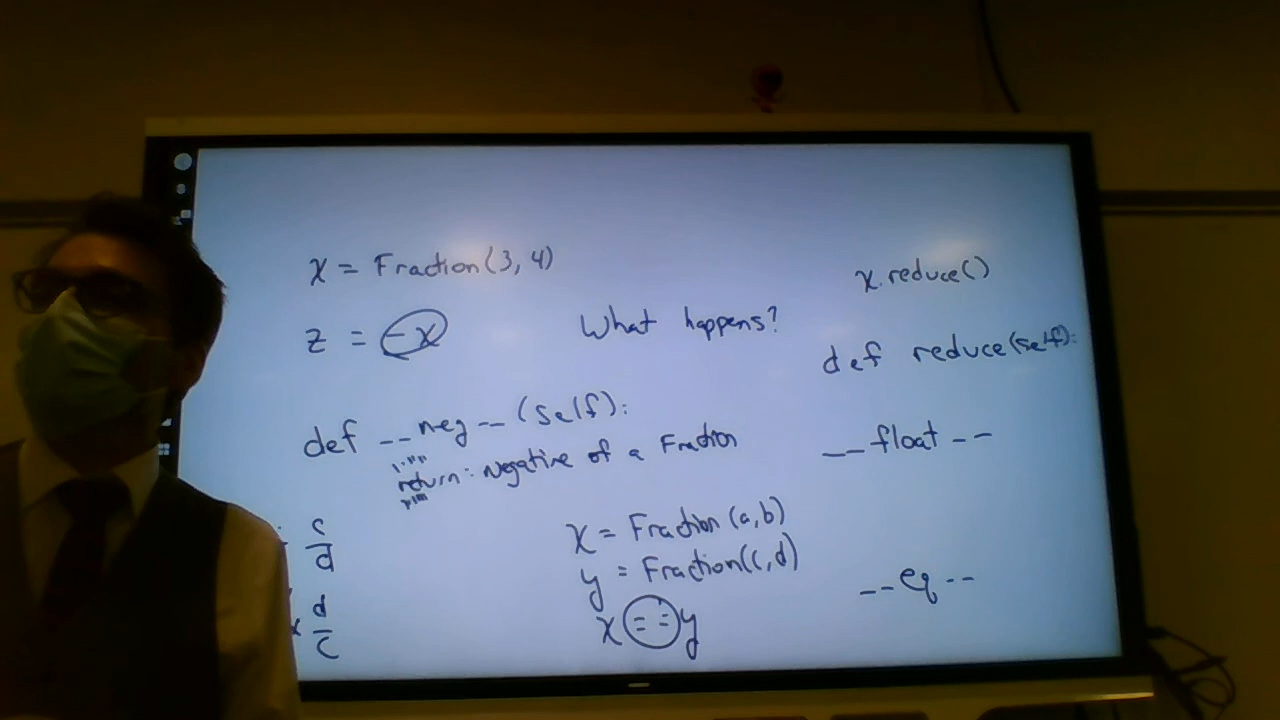 x = Fraction(3, 4)
x.reduce()
z = -x
What happens?
def reduce(self):
def __neg__(self):
"""
return: negative of a Fraction
"""
__float__
x = Fraction(a,b)
y = Fraction(c,d)
x == y
__eq__
c
d
d
c